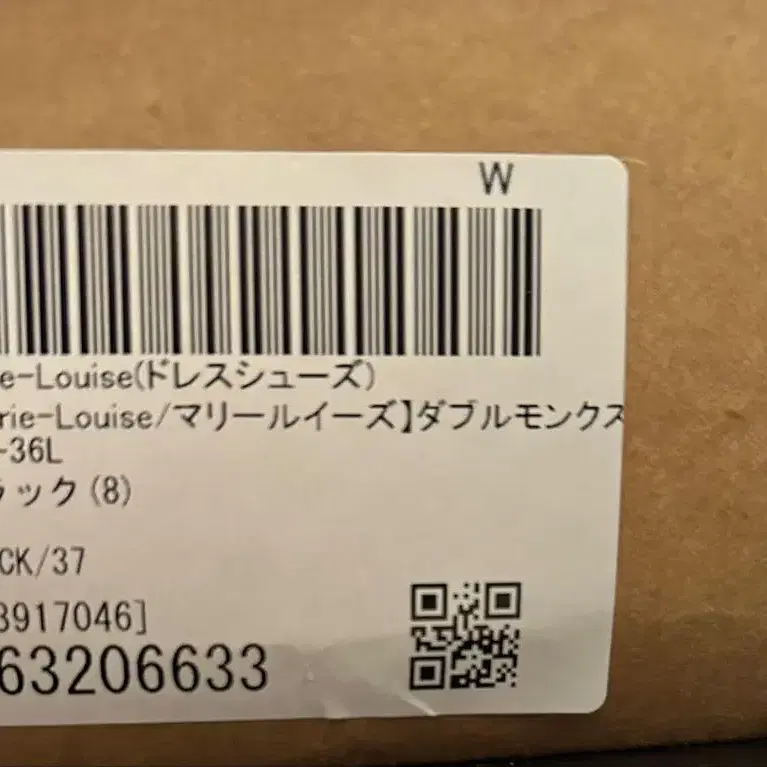 W
e-Louise(ドレスシューズ)
rie-Louise/マリールイーズ】ダブルモンクス
-36L
ラック(8)
CK/37
3917046]
63206633